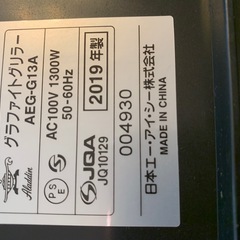 Aladdin
グラファイトグリラー
AEG-G13A
AC100V 1300W
50-60Hz
PS
E
JQA
JQ10129
2019年製
004930
日本エー・アイ・シー株式会社
MADE IN CHINA